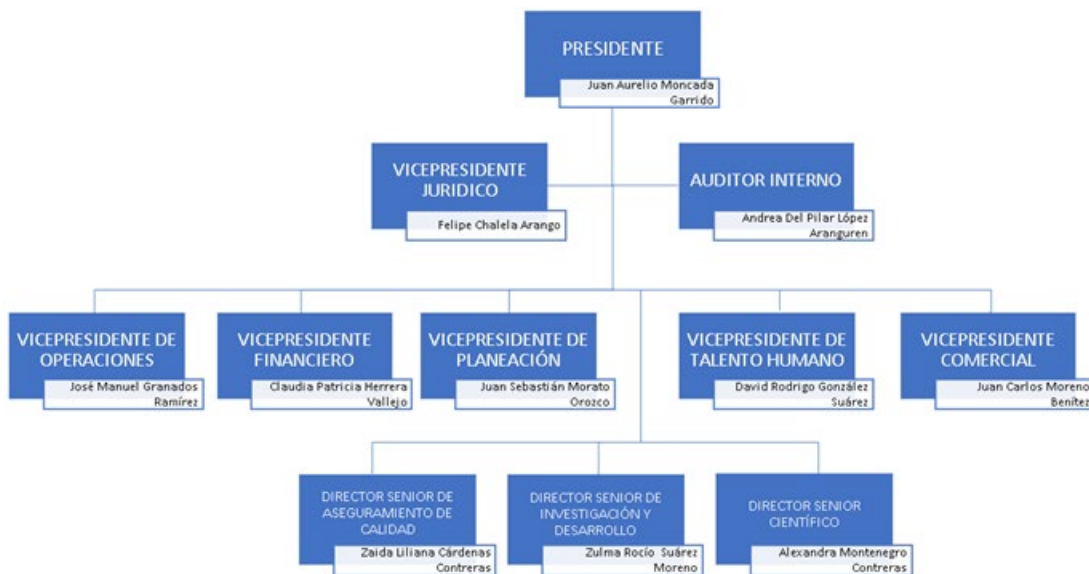 PRESIDENTE
Juan Aurelio Moncada
Garrido
VICEPRESIDENTE
JURIDICO
Felipe Chalela Arango
AUDITOR INTERNO
Andrea Del Pilar López
Aranguren
VICEPRESIDENTE DE
OPERACIONES
José Manuel Granados
Ramírez
VICEPRESIDENTE
FINANCIERO
Claudia Patricia Herrera
Vallejo
VICEPRESIDENTE DE
PLANEACIÓN
Juan Sebastián Morato
Orozco
VICEPRESIDENTE DE
TALENTO HUMANO
David Rodrigo González
Suárez
VICEPRESIDENTE
COMERCIAL
Juan Carlos Moreno
Benítez
DIRECTOR SENIOR DE
ASEGURAMIENTO DE
CALIDAD
Zaida Liliana Cárdenas
Contreras
DIRECTOR SENIOR DE
INVESTIGACIÓN Y
DESARROLLO
Zulma Rocío Suárez
Moreno
DIRECTOR SENIOR
CIENTÍFICO
Alexandra Montenegro
Contreras